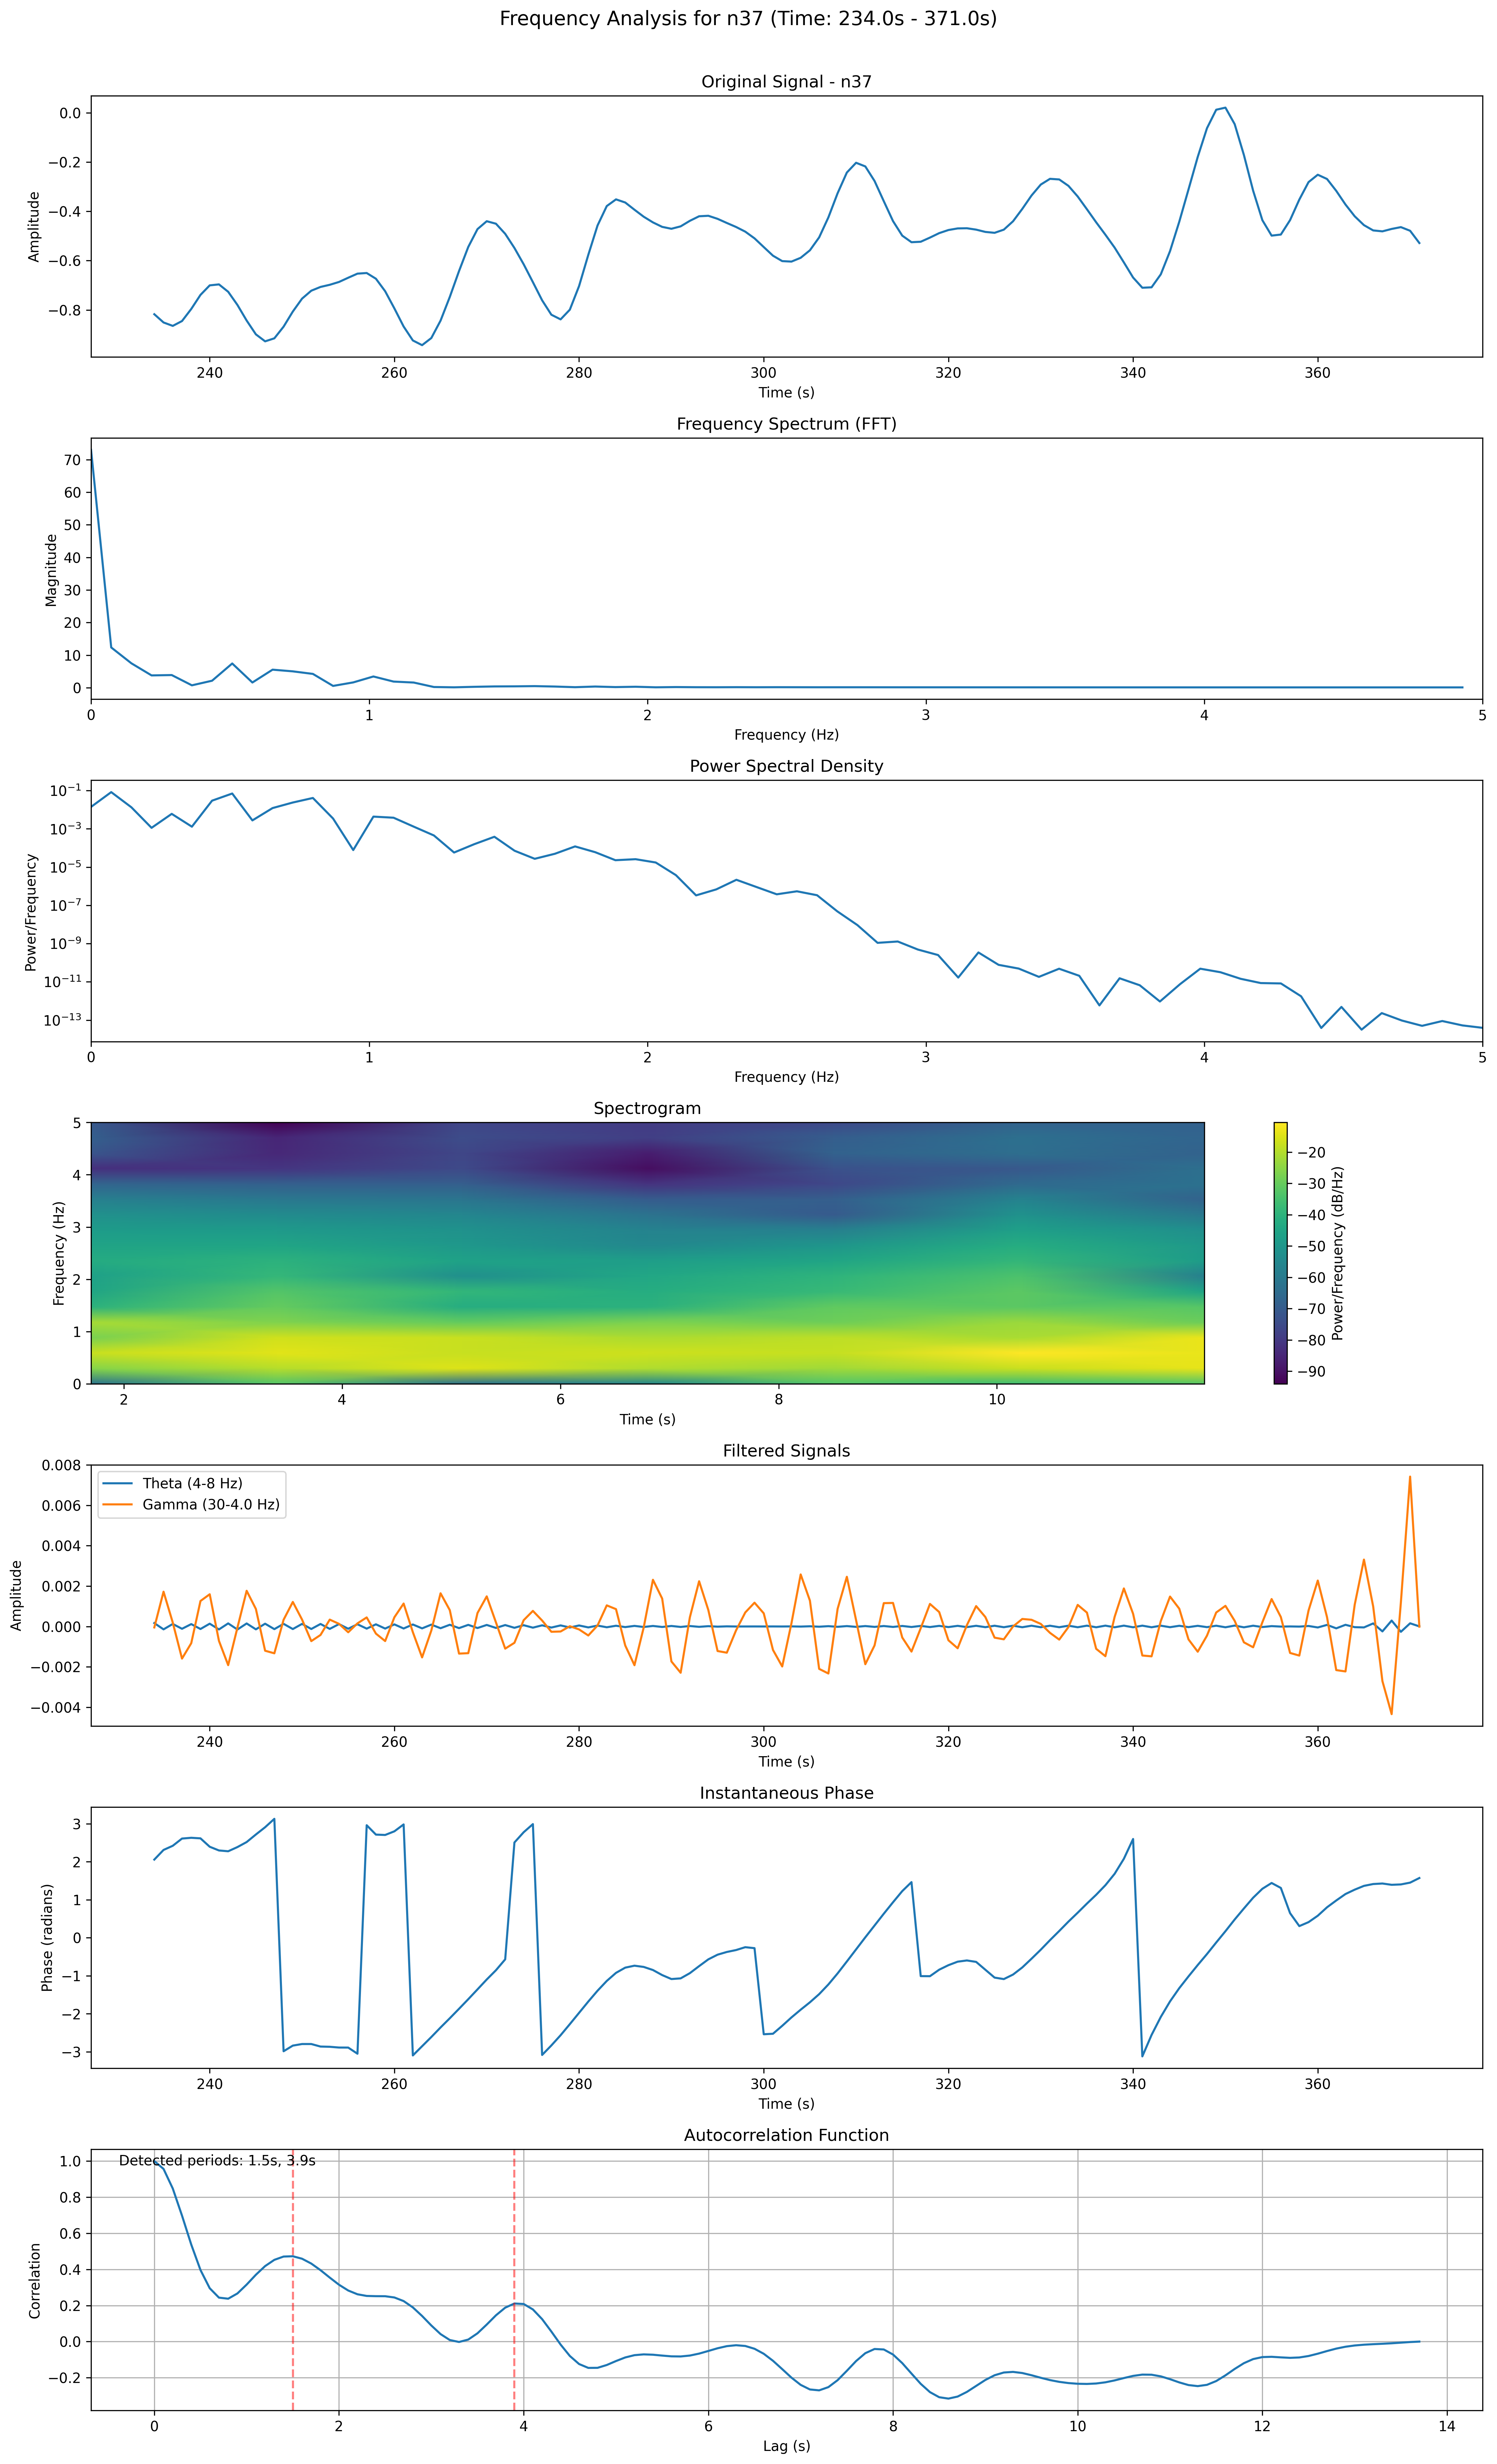 Frequency Analysis for n37 (Time: 234.0s - 371.0s)
Original Signal - n37
0.0
−0.2
−0.4
−0.6
−0.8
Amplitude
240 260 280 300 320 340 360
Time (s)
Frequency Spectrum (FFT)
70
60
50
40
30
20
10
0
Magnitude
0 1 2 3 4 5
Frequency (Hz)
Power Spectral Density
10⁻¹
10⁻³
10⁻⁵
10⁻⁷
10⁻⁹
10⁻¹¹
10⁻¹³
Power/Frequency
0 1 2 3 4 5
Frequency (Hz)
Spectrogram
5
4
3
2
1
0
Frequency (Hz)
2 4 6 8 10
Time (s)
−20
−30
−40
−50
−60
−70
−80
−90
Power/Frequency (dB/Hz)
Filtered Signals
Theta (4-8 Hz)
Gamma (30-4.0 Hz)
0.008
0.006
0.004
0.002
0.000
−0.002
−0.004
Amplitude
240 260 280 300 320 340 360
Time (s)
Instantaneous Phase
3
2
1
0
−1
−2
−3
Phase (radians)
240 260 280 300 320 340 360
Time (s)
Autocorrelation Function
Detected periods: 1.5s, 3.9s
1.0
0.8
0.6
0.4
0.2
0.0
−0.2
Correlation
0 2 4 6 8 10 12 14
Lag (s)